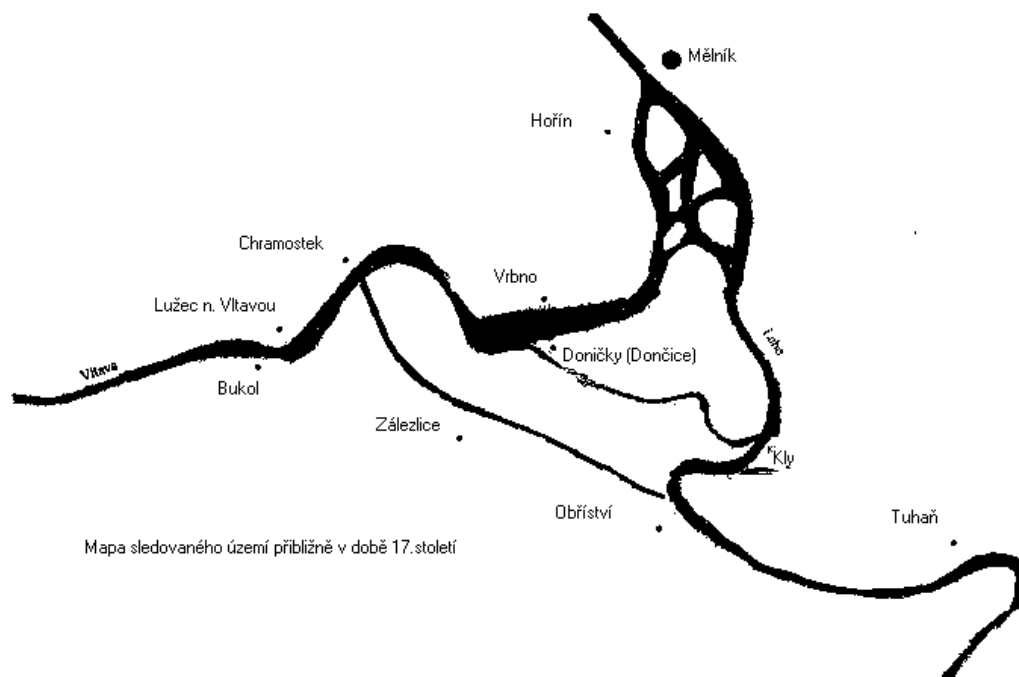 Mělník
Hořín
Chramostek
Vrbno
Lužec n. Vltavou
Labe
Vltava
Doničky (Dončice)
Bukol
Zálezlice
Kly
Obříství
Tuhaň
Mapa sledovaného území přibližně v době 17.století